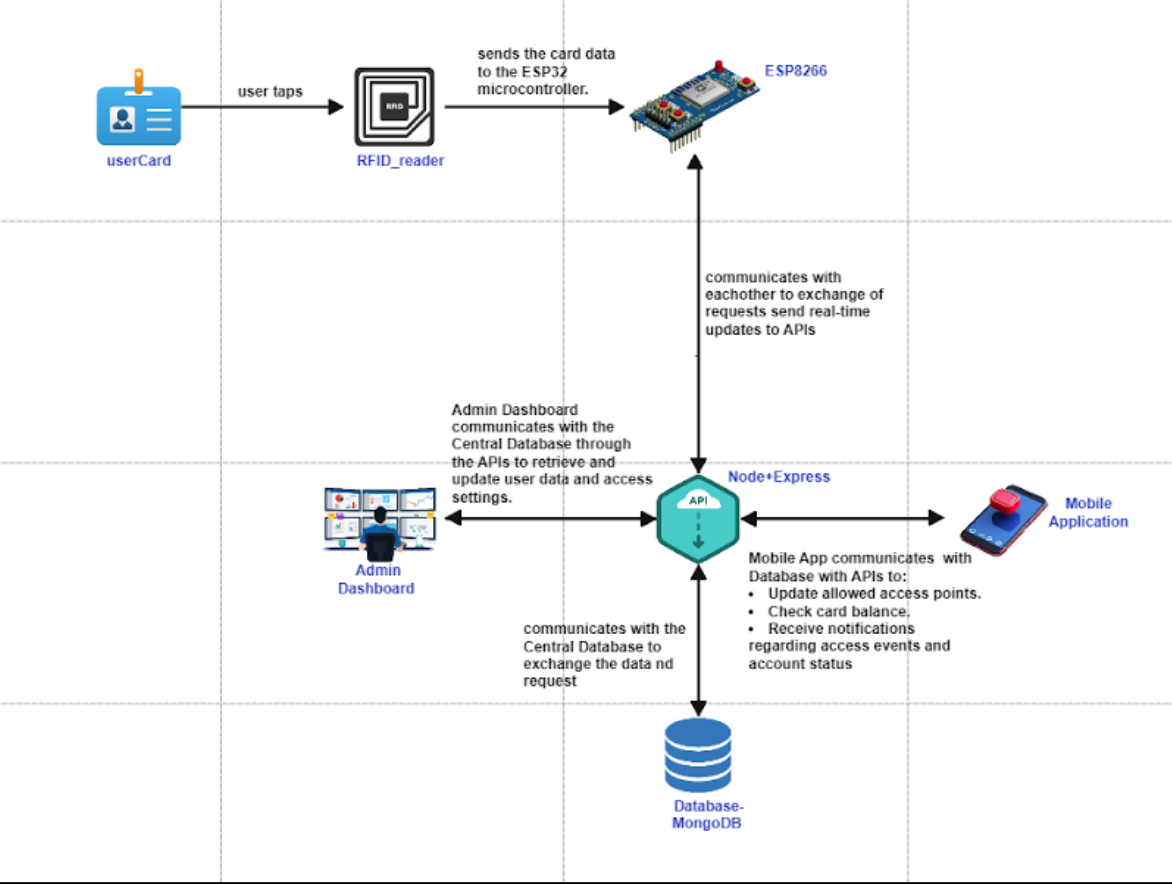 sends the card data
to the ESP32
microcontroller.
ESP8266
user taps
RFID
userCard
RFID_reader
communicates with
eachother to exchange of
requests send real-time
updates to APIs
Admin Dashboard
communicates with the
Central Database through
the APIs to retrieve and
update user data and access
settings.
Node+Express
API
Mobile
Application
Admin
Dashboard
Mobile App communicates with
Database with APIs to:
• Update allowed access points.
• Check card balance.
• Receive notifications
regarding access events and
account status
communicates with the
Central Database to
exchange the data nd
request
Database-
MongoDB